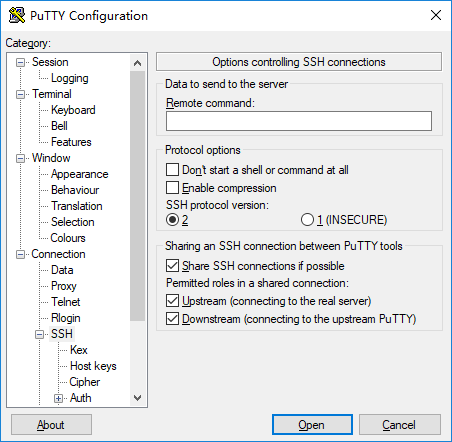 PuTTY Configuration
Category:
Session
Logging
Terminal
Keyboard
Bell
Features
Window
Appearance
Behaviour
Translation
Selection
Colours
Connection
Data
Proxy
Telnet
Rlogin
SSH
Kex
Host keys
Cipher
Auth
Options controlling SSH connections
Data to send to the server
Remote command:
Protocol options
Don't start a shell or command at all
Enable compression
SSH protocol version:
2 1 (INSECURE)
Sharing an SSH connection between PuTTY tools
Share SSH connections if possible
Permitted roles in a shared connection:
Upstream (connecting to the real server)
Downstream (connecting to the upstream PuTTY)
About Open Cancel